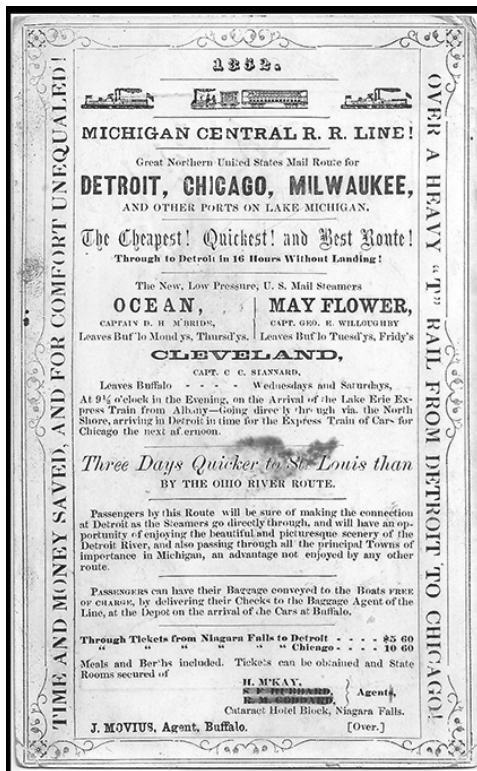 1852.
MICHIGAN CENTRAL R. R. LINE!
Great Northern United States Mail Route for
DETROIT, CHICAGO, MILWAUKEE,
AND OTHER PORTS ON LAKE MICHIGAN.
The Cheapest! Quickest! and Best Route!
Through to Detroit in 16 Hours Without Landing!
The New, Low Pressure, U. S. Mail Steamers
OCEAN, MAY FLOWER,
CAPTAIN D. H M'BRIDE, CAPT. GEO. E. WILLOUGHBY
Leaves Buf'lo Mond'ys, Thursd'ys. Leaves Buf'lo Tuesd'ys, Fridy's
CLEVELAND,
CAPT. C C. STANNARD,
Leaves Buffalo - - - - Wednesdays and Saturdays,
At 9½ o'clock in the Evening, on the Arrival of the Lake Erie Ex-
press Train from Albany—Going directly through via. the North
Shore, arriving in Detroit in time for the Express Train of Cars for
Chicago the next afternoon.
Three Days Quicker to St. Louis than
BY THE OHIO RIVER ROUTE.
Passengers by this Route will be sure of making the connection
at Detroit as the Steamers go directly through, and will have an op-
portunity of enjoying the beautiful and picturesque scenery of the
Detroit River, and also passing through all the principal Towns of
importance in Michigan, an advantage not enjoyed by any other
route.
PASSENGERS can have their Baggage conveyed to the Boats FREE
OF CHARGE, by delivering their Checks to the Baggage Agent of the
Line, at the Depot on the arrival of the Cars at Buffalo.
Through Tickets from Niagara Falls to Detroit - - - - $5 60
" " " " " " Chicago - - - - 10 60
Meals and Berths included. Tickets can be obtained and State
Rooms secured of
H. M'KAY,
S F HUBBARD, Agents,
R. M. GODDARD,
Cataract Hotel Block, Niagara Falls.
J. MOVIUS, Agent, Buffalo. [Over.]
TIME AND MONEY SAVED, AND FOR COMFORT UNEQUALED!
OVER A HEAVY "T" RAIL FROM DETROIT TO CHICAGO!